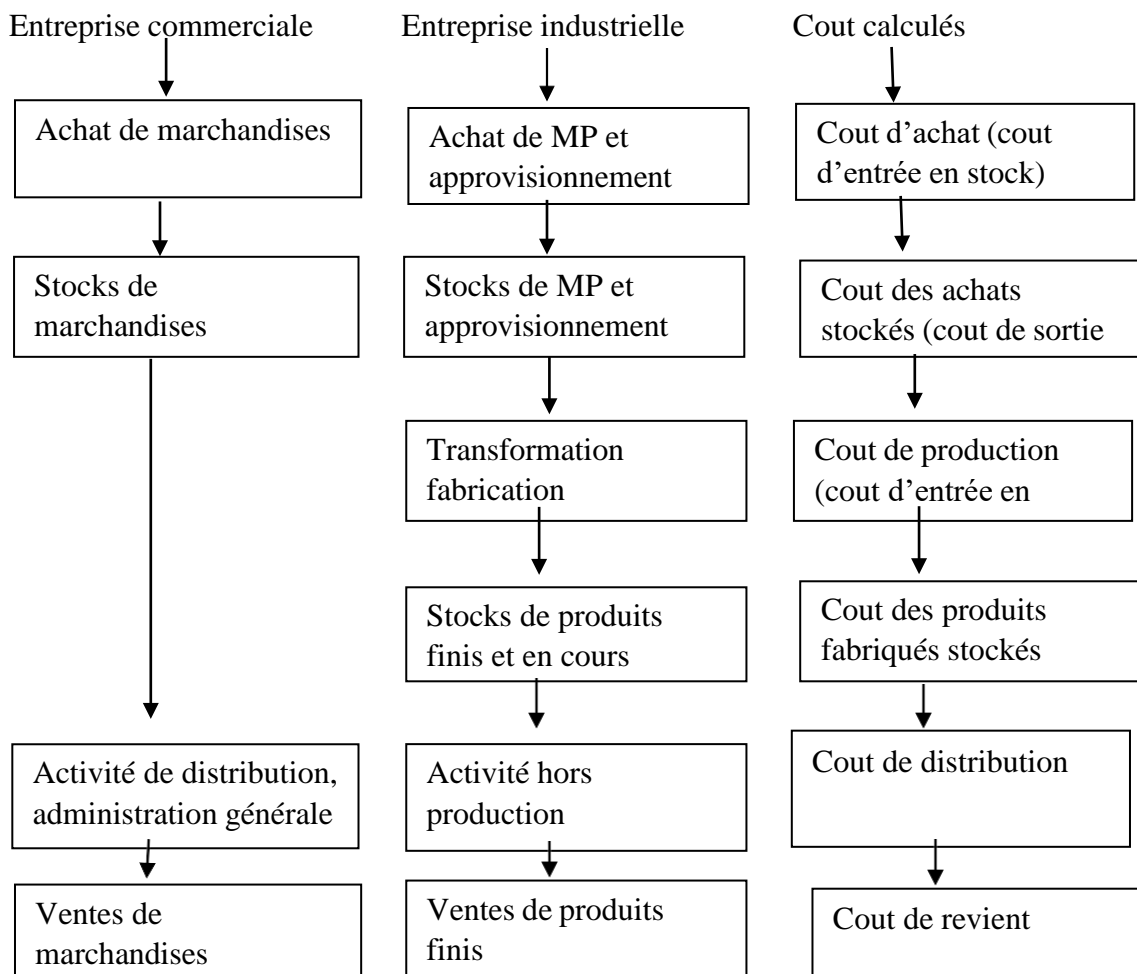 Entreprise commerciale
Entreprise industrielle
Cout calculés
Achat de marchandises
Achat de MP et
approvisionnement
Cout d’achat (cout
d’entrée en stock)
Stocks de
marchandises
Stocks de MP et
approvisionnement
Cout des achats
stockés (cout de sortie
Transformation
fabrication
Cout de production
(cout d’entrée en
Stocks de produits
finis et en cours
Cout des produits
fabriqués stockés
Activité de distribution,
administration générale
Activité hors
production
Cout de distribution
Ventes de
marchandises
Ventes de produits
finis
Cout de revient